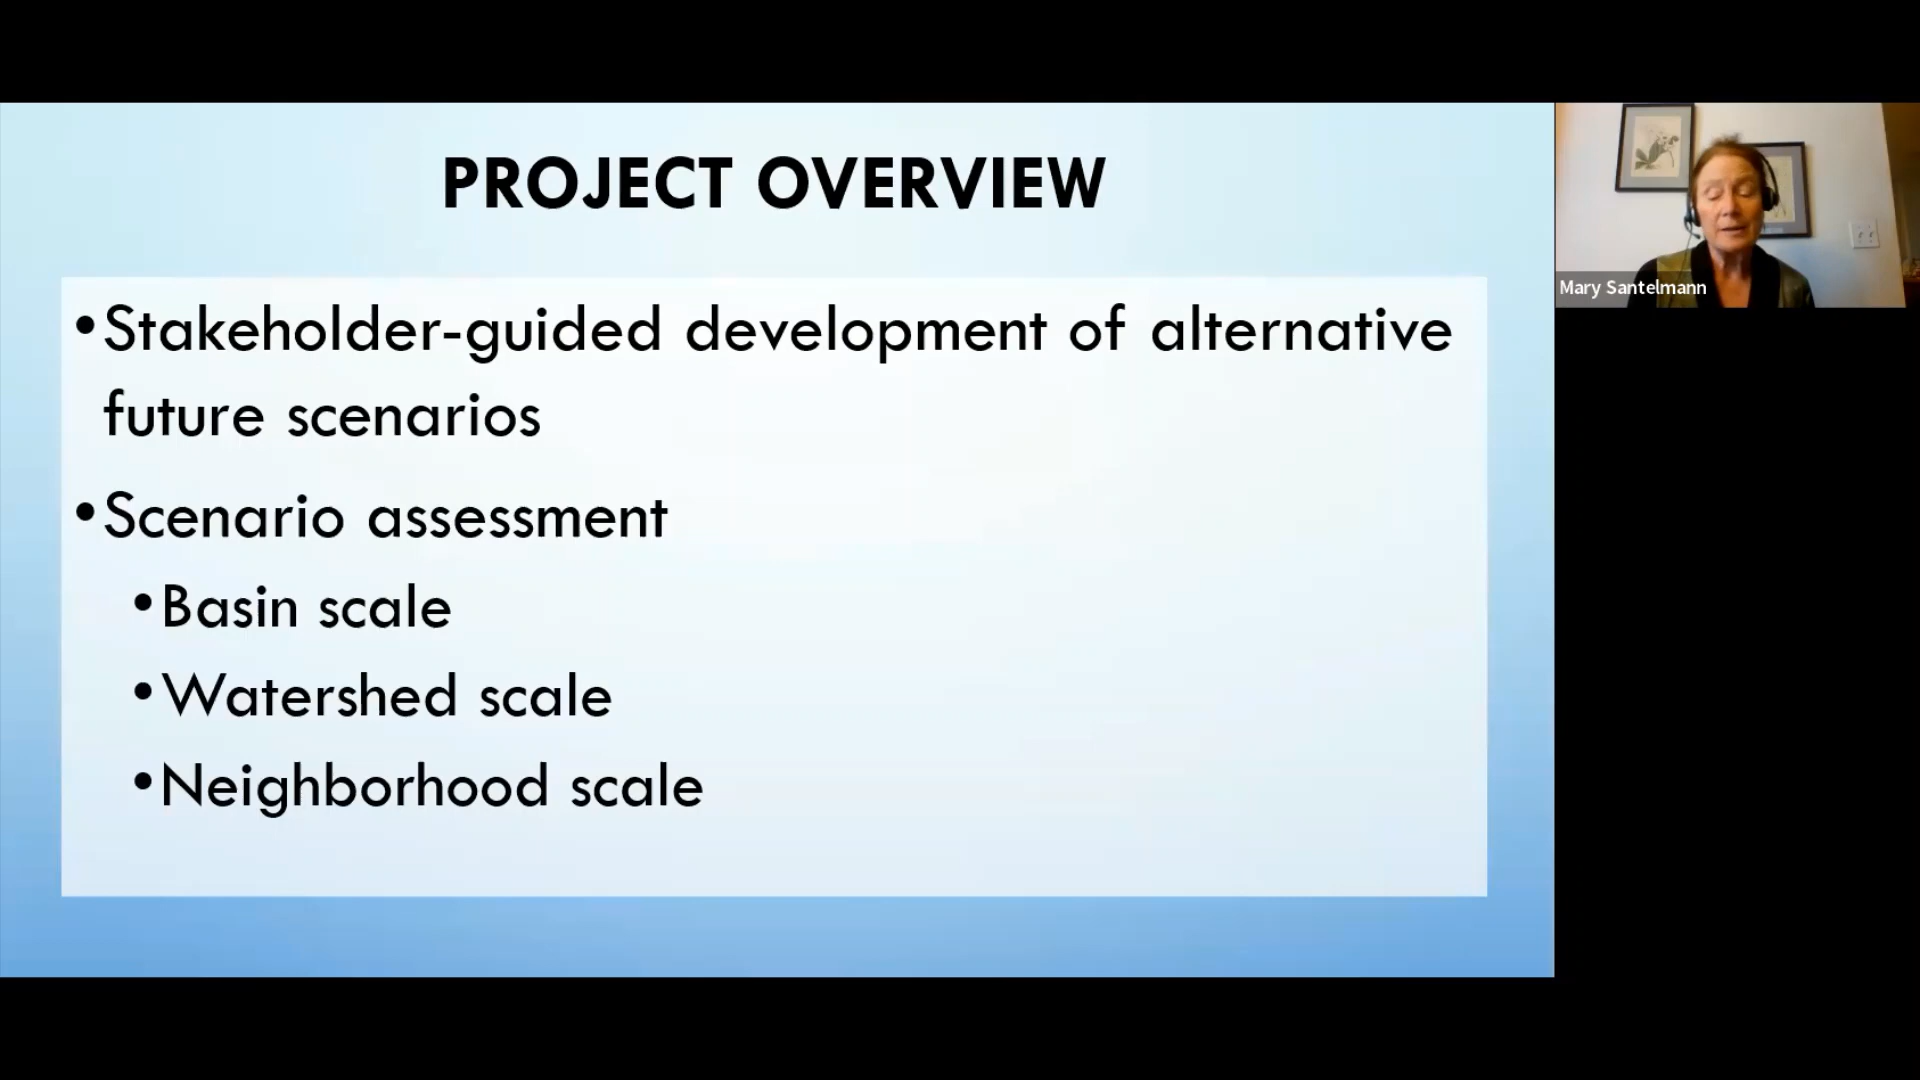 PROJECT OVERVIEW
•Stakeholder-guided development of alternative
future scenarios
•Scenario assessment
•Basin scale
•Watershed scale
•Neighborhood scale
Mary Santelmann